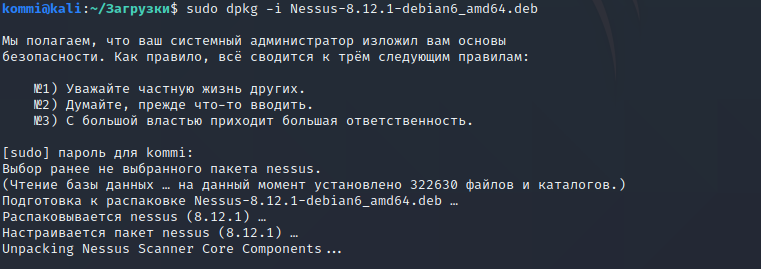 kommi@kali:~/Загрузки$ sudo dpkg -i Nessus-8.12.1-debian6_amd64.deb
Мы полагаем, что ваш системный администратор изложил вам основы
безопасности. Как правило, всё сводится к трём следующим правилам:
№1) Уважайте частную жизнь других.
№2) Думайте, прежде что-то вводить.
№3) С большой властью приходит большая ответственность.
[sudo] пароль для kommi:
Выбор ранее не выбранного пакета nessus.
(Чтение базы данных … на данный момент установлено 322630 файлов и каталогов.)
Подготовка к распаковке Nessus-8.12.1-debian6_amd64.deb …
Распаковывается nessus (8.12.1) …
Настраивается пакет nessus (8.12.1) …
Unpacking Nessus Scanner Core Components...